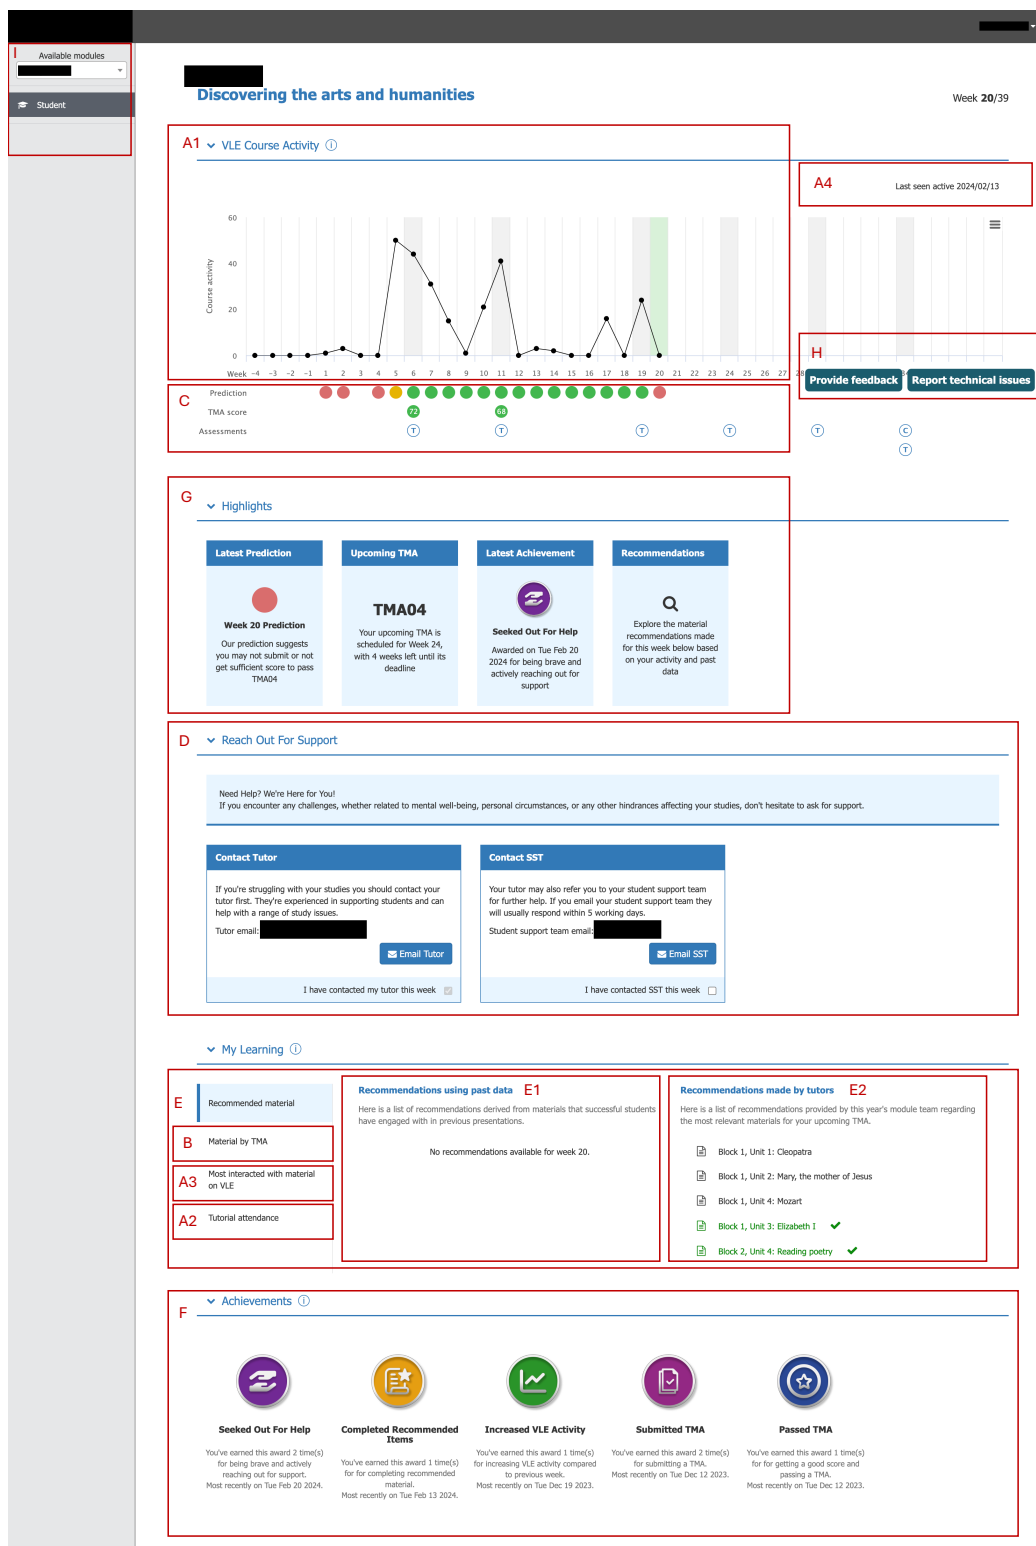 I
Available modules
Student
Discovering the arts and humanities
Week 20/39
A1
VLE Course Activity
A4
Last seen active 2024/02/13
60
40
20
0
Course activity
Week -4 -3 -2 -1 1 2 3 4 5 6 7 8 9 10 11 12 13 14 15 16 17 18 19 20 21 22 23 24 25 26 27
H
Provide feedback
Report technical issues
C
Prediction
TMA score 72 68
Assessments T T T T T C
T
G
Highlights
Latest Prediction
Week 20 Prediction
Our prediction suggests
you may not submit or not
get sufficient score to pass
TMA04
Upcoming TMA
TMA04
Your upcoming TMA is
scheduled for Week 24,
with 4 weeks left until its
deadline
Latest Achievement
Seeked Out For Help
Awarded on Tue Feb 20
2024 for being brave and
actively reaching out for
support
Recommendations
Explore the material
recommendations made
for this week below based
on your activity and past
data
D
Reach Out For Support
Need Help? We're Here for You!
If you encounter any challenges, whether related to mental well-being, personal circumstances, or any other hindrances affecting your studies, don't hesitate to ask for support.
Contact Tutor
If you're struggling with your studies you should contact your
tutor first. They're experienced in supporting students and can
help with a range of study issues.
Tutor email:
Email Tutor
I have contacted my tutor this week
Contact SST
Your tutor may also refer you to your student support team
for further help. If you email your student support team they
will usually respond within 5 working days.
Student support team email:
Email SST
I have contacted SST this week
My Learning
E
Recommended material
B
Material by TMA
A3
Most interacted with material
on VLE
A2
Tutorial attendance
Recommendations using past data E1
Here is a list of recommendations derived from materials that successful students
have engaged with in previous presentations.
No recommendations available for week 20.
Recommendations made by tutors E2
Here is a list of recommendations provided by this year's module team regarding
the most relevant materials for your upcoming TMA.
Block 1, Unit 1: Cleopatra
Block 1, Unit 2: Mary, the mother of Jesus
Block 1, Unit 4: Mozart
Block 1, Unit 3: Elizabeth I
Block 2, Unit 4: Reading poetry
F
Achievements
Seeked Out For Help
You've earned this award 2 time(s)
for being brave and actively
reaching out for support.
Most recently on Tue Feb 20 2024.
Completed Recommended
Items
You've earned this award 1 time(s)
for for completing recommended
material.
Most recently on Tue Feb 13 2024.
Increased VLE Activity
You've earned this award 1 time(s)
for increasing VLE activity compared
to previous week.
Most recently on Tue Dec 19 2023.
Submitted TMA
You've earned this award 2 time(s)
for submitting a TMA.
Most recently on Tue Dec 12 2023.
Passed TMA
You've earned this award 1 time(s)
for for getting a good score and
passing a TMA.
Most recently on Tue Dec 12 2023.